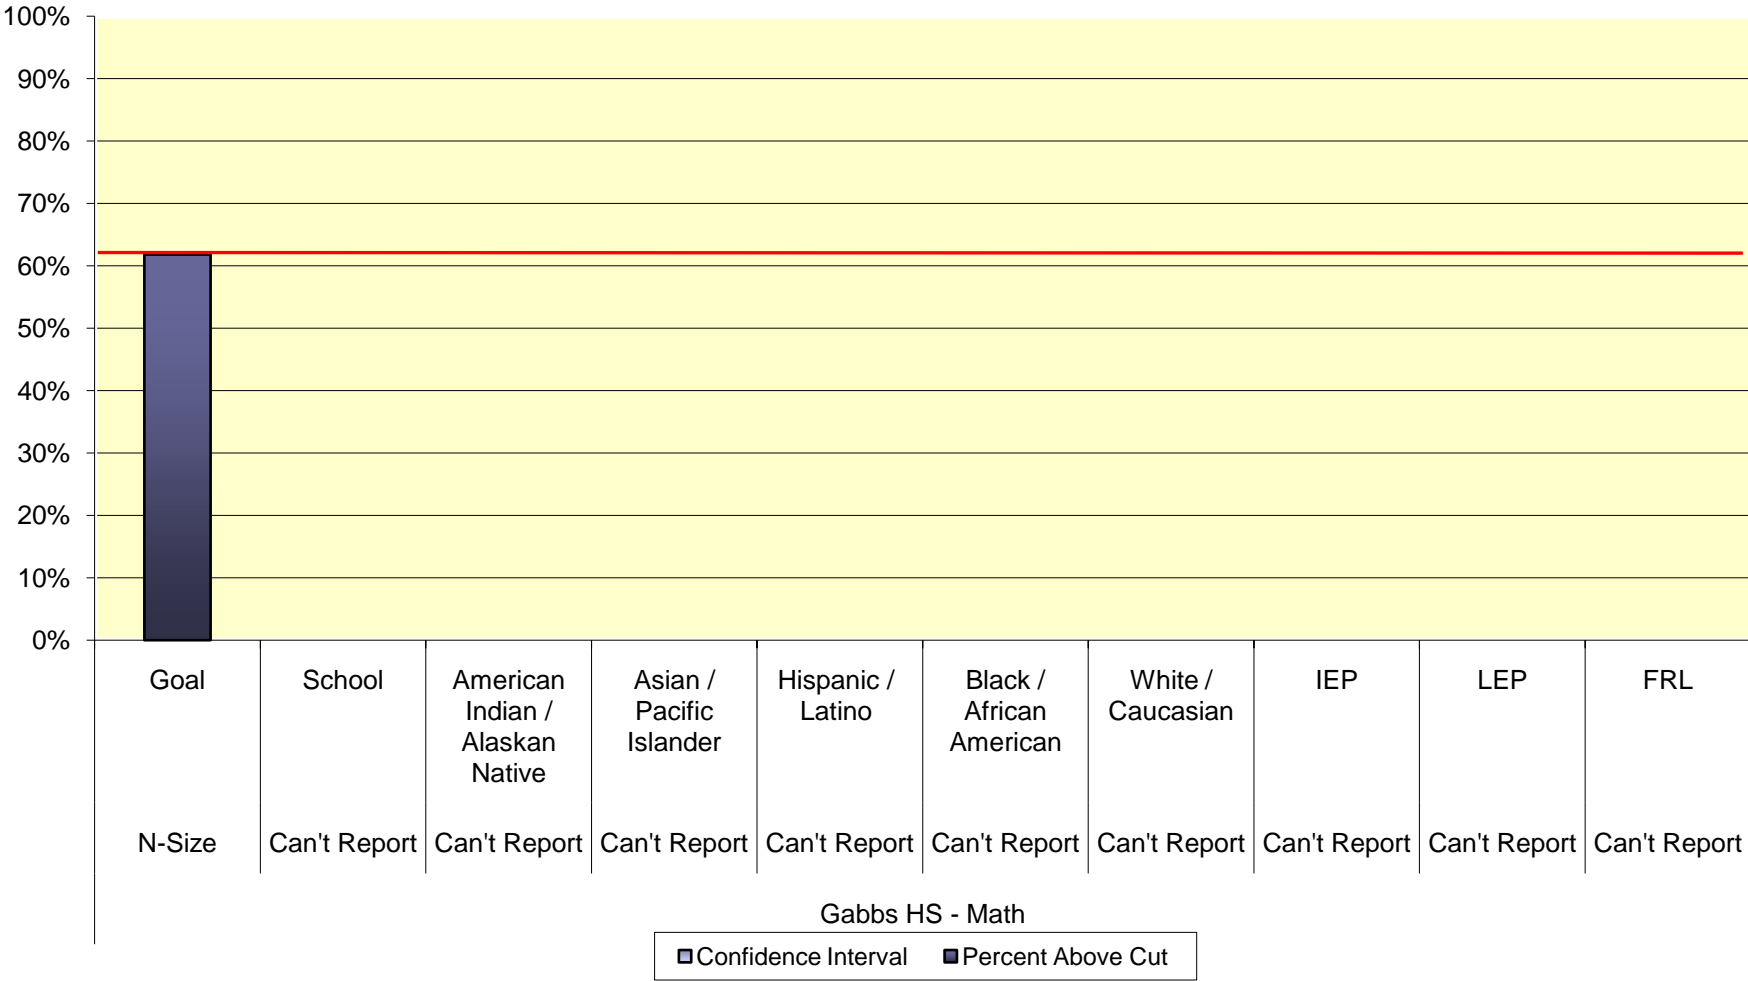 100%
90%
80%
70%
60%
50%
40%
30%
20%
10%
0%
Goal
School
American
Indian /
Alaskan
Native
Asian /
Pacific
Islander
Hispanic /
Latino
Black /
African
American
White /
Caucasian
IEP
LEP
FRL
N-Size
Can't Report
Can't Report
Can't Report
Can't Report
Can't Report
Can't Report
Can't Report
Can't Report
Can't Report
Gabbs HS - Math
Confidence Interval
Percent Above Cut